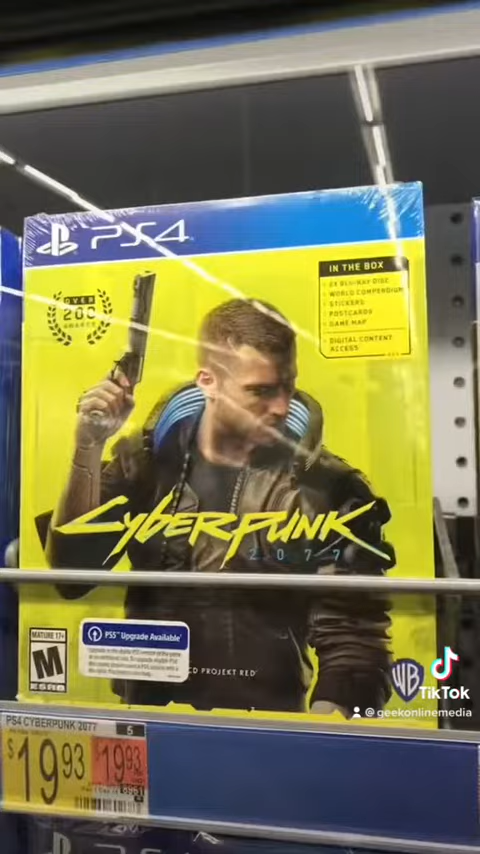 PS4
OVER
200
AWARDS
IN THE BOX
2X BLU-RAY DISC
WORLD COMPENDIUM
STICKERS
POSTCARDS
GAME MAP
DIGITAL CONTENT
ACCESS
CYBERPUNK
2077
MATURE 17+
M
ESRB
PS5 Upgrade Available
CD PROJEKT RED
WB
TikTok
@geekonlinemedia
PS4 CYBERPUNK 2077
5
$19.93
19.93